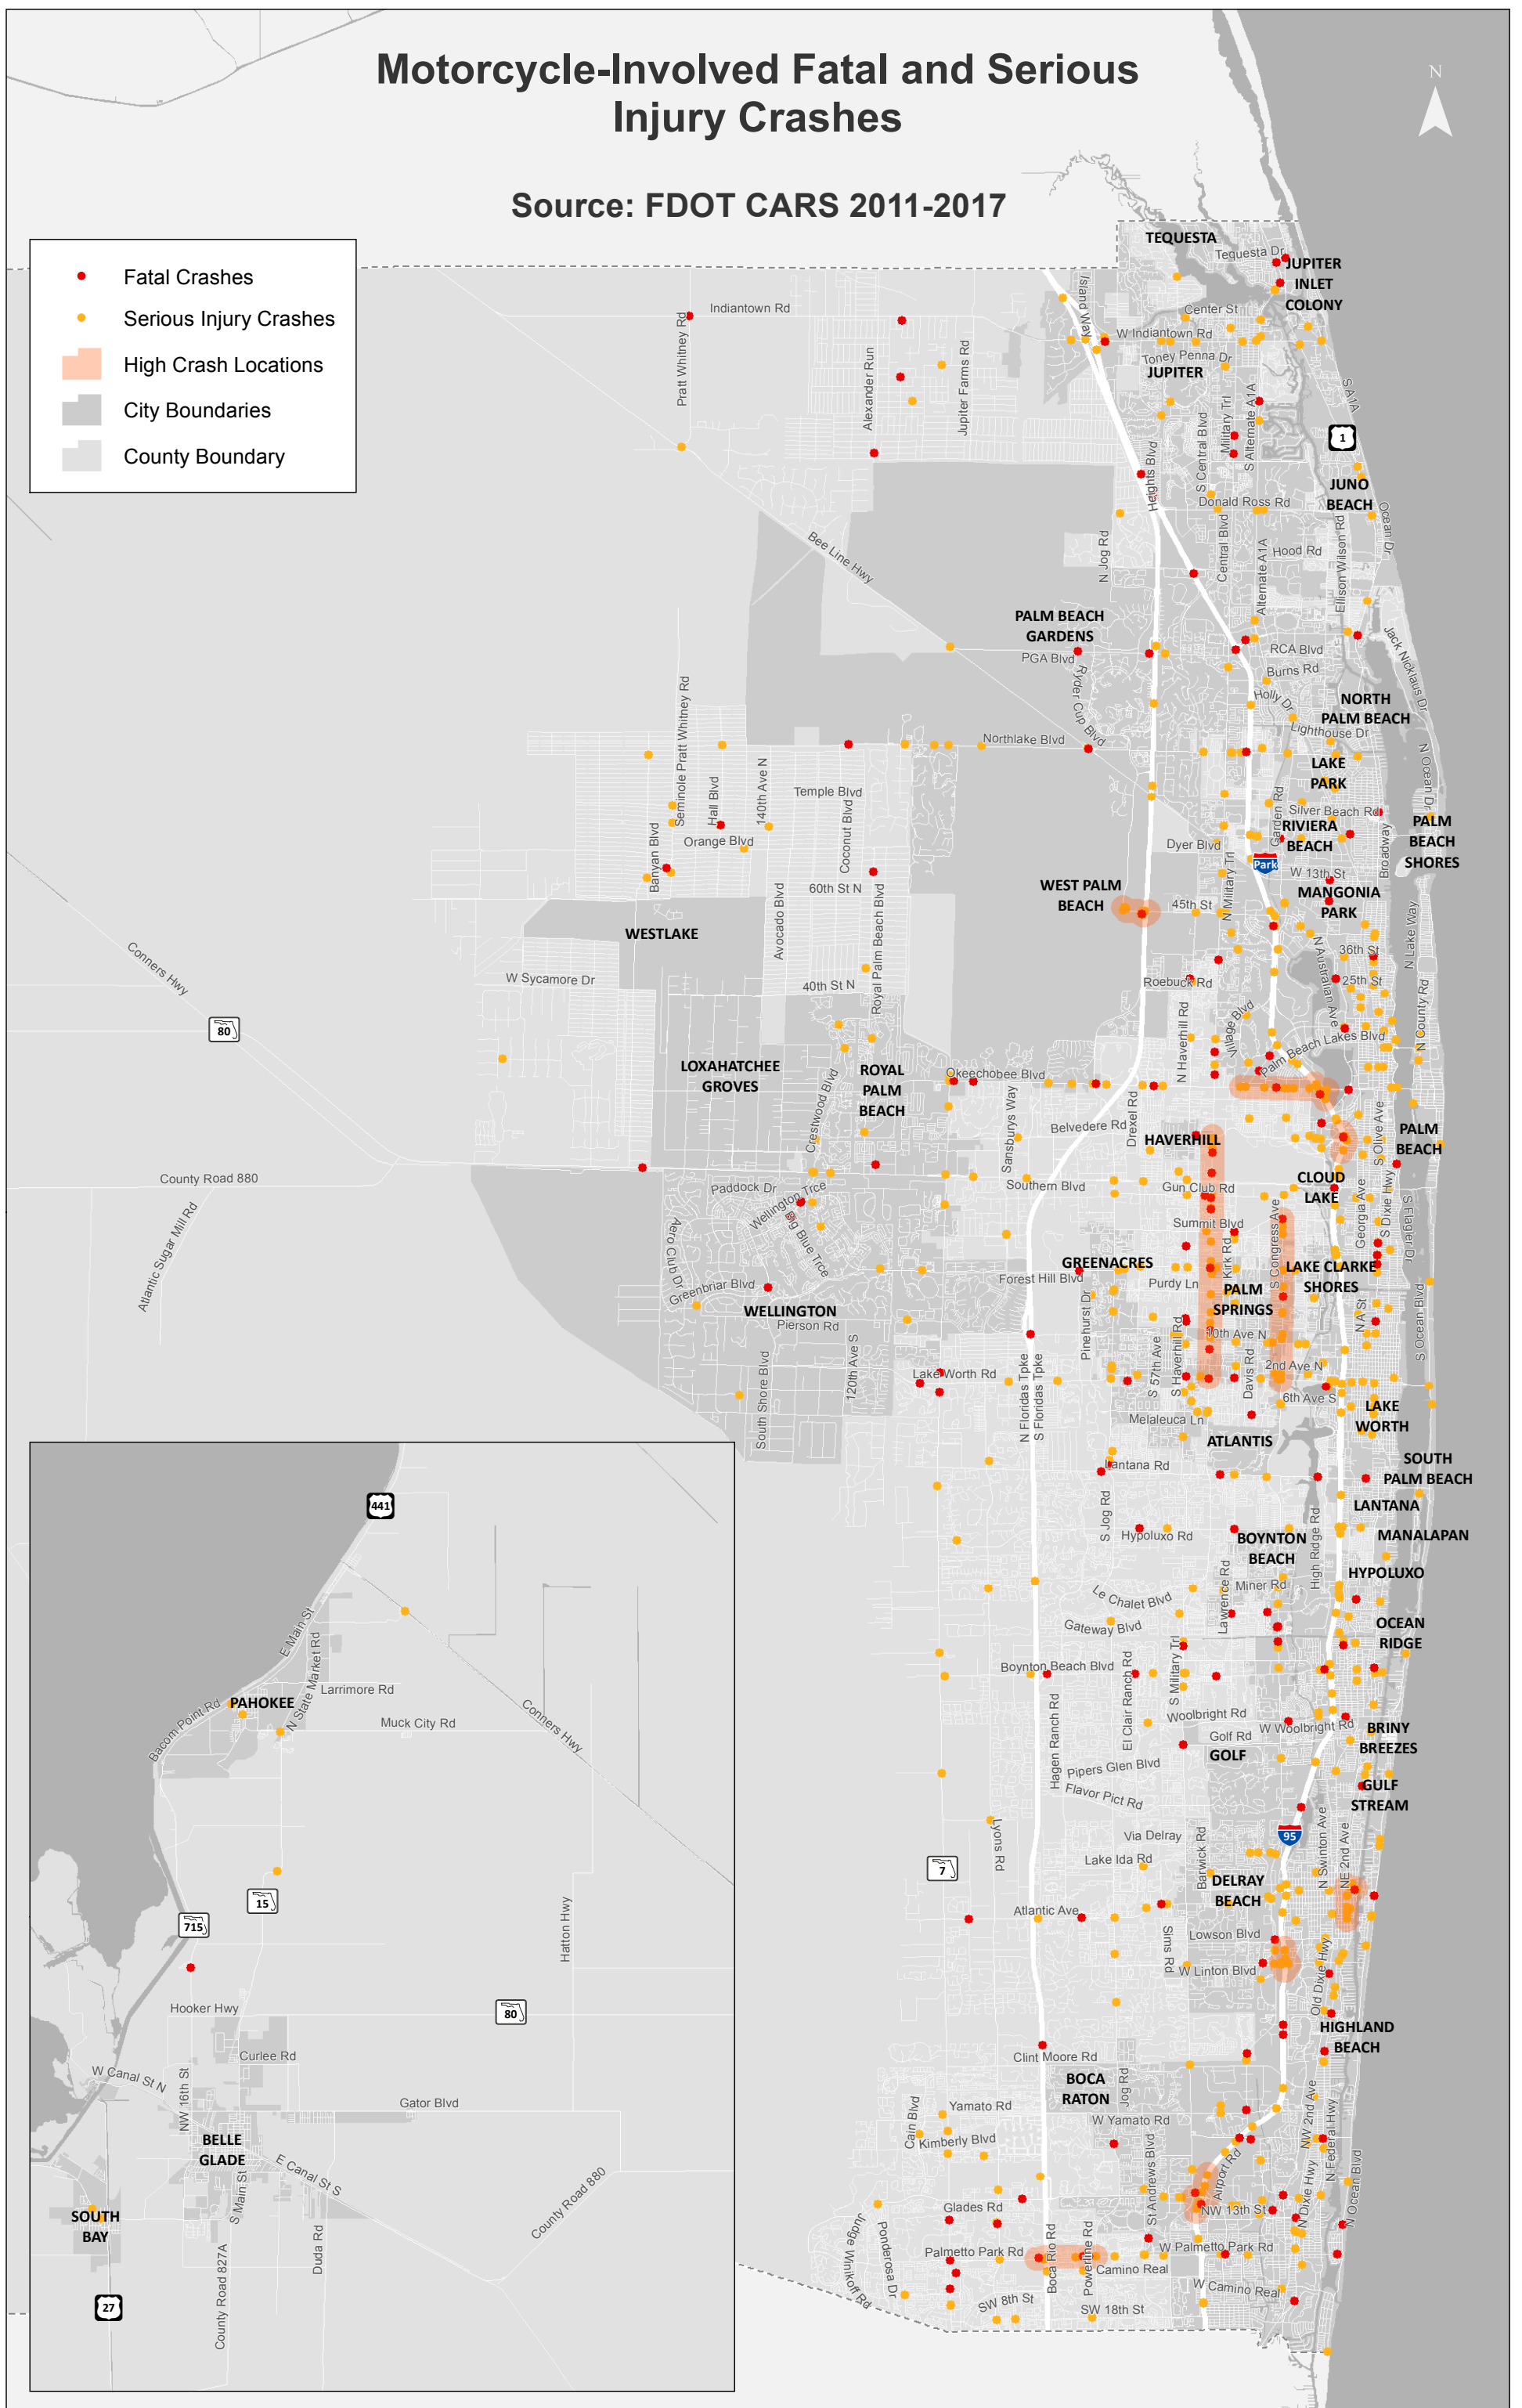 Motorcycle-Involved Fatal and Serious
Injury Crashes
Source: FDOT CARS 2011-2017
N
Fatal Crashes
Serious Injury Crashes
High Crash Locations
City Boundaries
County Boundary
TEQUESTA
Tequesta Dr
JUPITER
INLET
COLONY
Island Way
Center St
Indiantown Rd
W Indiantown Rd
Pratt Whitney Rd
Alexander Run
Jupiter Farms Rd
Toney Penna Dr
JUPITER
S A1A
Military Trl
S Alternate A1A
S Central Blvd
1
Heights Blvd
JUNO
BEACH
Donald Ross Rd
Ocean Dr
Bee Line Hwy
N Jog Rd
Central Blvd
Hood Rd
Alternate A1A
Ellison Wilson Rd
PALM BEACH
GARDENS
PGA Blvd
RCA Blvd
Burns Rd
Jack Nicklaus Dr
Ryder Cup Blvd
Holly Dr
NORTH
PALM BEACH
Lighthouse Dr
Seminole Pratt Whitney Rd
Northlake Blvd
N Ocean Dr
LAKE
PARK
Hall Blvd
140th Ave N
Temple Blvd
Coconut Blvd
Garden Rd
Silver Beach Rd
RIVIERA
BEACH
PALM
BEACH
SHORES
Broadway
Banyan Blvd
Orange Blvd
Dyer Blvd
N Military Trl
Park
W 13th St
60th St N
WEST PALM
BEACH
45th St
MANGONIA
PARK
WESTLAKE
Avocado Blvd
Royal Palm Beach Blvd
N Lake Way
Conners Hwy
N Australian Ave
36th St
W Sycamore Dr
40th St N
Roebuck Rd
25th St
80
N Haverhill Rd
Village Blvd
N County Rd
Palm Beach Lakes Blvd
LOXAHATCHEE
GROVES
ROYAL
PALM
BEACH
Okeechobee Blvd
Crestwood Blvd
Sansburys Way
Drexel Rd
Belvedere Rd
HAVERHILL
S Olive Ave
PALM
BEACH
County Road 880
Paddock Dr
Wellington Trce
Southern Blvd
Gun Club Rd
CLOUD
LAKE
Atlantic Sugar Mill Rd
Aero Club Dr
Big Blue Trce
Summit Blvd
Kirk Rd
S Congress Ave
Georgia Ave
S Dixie Hwy
S Flagler Dr
GREENACRES
Forest Hill Blvd
Greenbriar Blvd
WELLINGTON
Pierson Rd
Purdy Ln
PALM
SPRINGS
LAKE CLARKE
SHORES
Pinehurst Dr
N A St
S Ocean Blvd
10th Ave N
120th Ave S
South Shore Blvd
N Floridas Tpke
S Floridas Tpke
Lake Worth Rd
S 57th Ave
S Haverhill Rd
Davis Rd
2nd Ave N
6th Ave S
Melaleuca Ln
LAKE
WORTH
ATLANTIS
Lantana Rd
SOUTH
PALM BEACH
LANTANA
S Jog Rd
Hypoluxo Rd
BOYNTON
BEACH
High Ridge Rd
MANALAPAN
HYPOLUXO
Le Chalet Blvd
Lawrence Rd
Miner Rd
Gateway Blvd
OCEAN
RIDGE
Boynton Beach Blvd
Hagen Ranch Rd
El Clair Ranch Rd
S Military Trl
Woolbright Rd
W Woolbright Rd
Golf Rd
GOLF
BRINY
BREEZES
Pipers Glen Blvd
Flavor Pict Rd
GULF
STREAM
Lyons Rd
Via Delray
95
Lake Ida Rd
Barwick Rd
N Swinton Ave
NE 2nd Ave
7
DELRAY
BEACH
Atlantic Ave
Sims Rd
Lowson Blvd
W Linton Blvd
Old Dixie Hwy
HIGHLAND
BEACH
Clint Moore Rd
BOCA
RATON
Jog Rd
Cain Blvd
Yamato Rd
W Yamato Rd
Kimberly Blvd
NW 2nd Ave
N Federal Hwy
St Andrews Blvd
Airport Rd
Glades Rd
NW 13th St
N Dixie Hwy
N Ocean Blvd
Judge Winikoff Rd
Ponderosa Dr
Palmetto Park Rd
Boca Rio Rd
Powerline Rd
W Palmetto Park Rd
Camino Real
W Camino Real
SW 8th St
SW 18th St
441
E Main St
N State Market Rd
Larrimore Rd
PAHOKEE
Bacom Point Rd
Muck City Rd
Conners Hwy
15
715
Hatton Hwy
Hooker Hwy
80
Curlee Rd
W Canal St N
NW 16th St
Gator Blvd
BELLE
GLADE
E Canal St S
S Main St
SOUTH
BAY
County Road 880
Duda Rd
County Road 827A
27